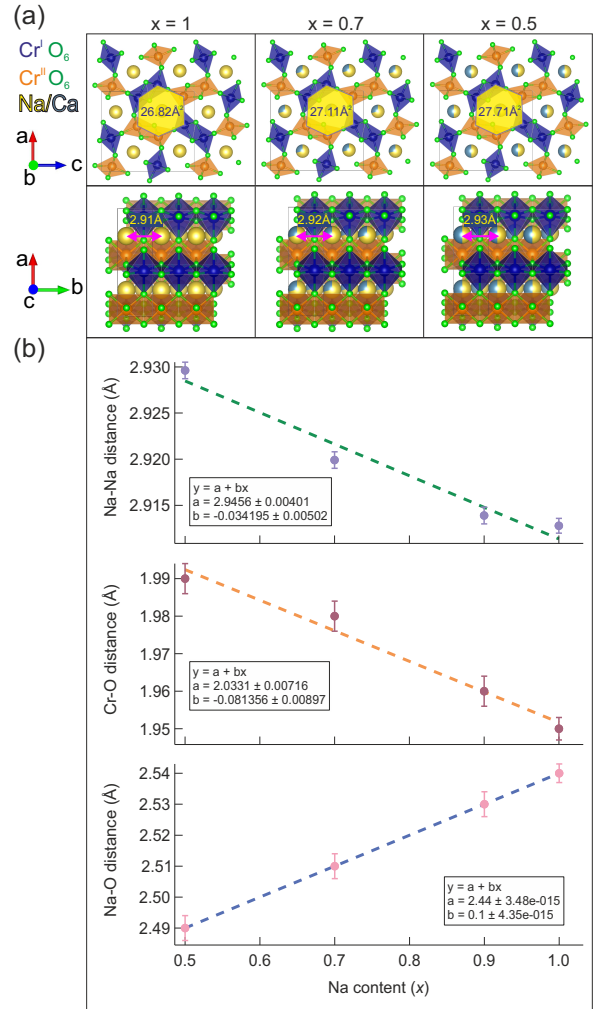 (a)
x = 1
x = 0.7
x = 0.5
Cr^I O₆
Cr^II O₆
Na/Ca
a
b
c
26.82Å²
27.11Å²
27.71Å²
a
c
b
2.91Å
2.92Å
2.93Å
(b)
Na-Na distance (Å)
2.930
2.925
2.920
2.915
y = a + bx
a = 2.9456 ± 0.00401
b = -0.034195 ± 0.00502
Cr-O distance (Å)
1.99
1.98
1.97
1.96
1.95
y = a + bx
a = 2.0331 ± 0.00716
b = -0.081356 ± 0.00897
Na-O distance (Å)
2.54
2.53
2.51
2.50
2.49
y = a + bx
a = 2.44 ± 3.48e-015
b = 0.1 ± 4.35e-015
0.5 0.6 0.7 0.8 0.9 1.0
Na content (x)